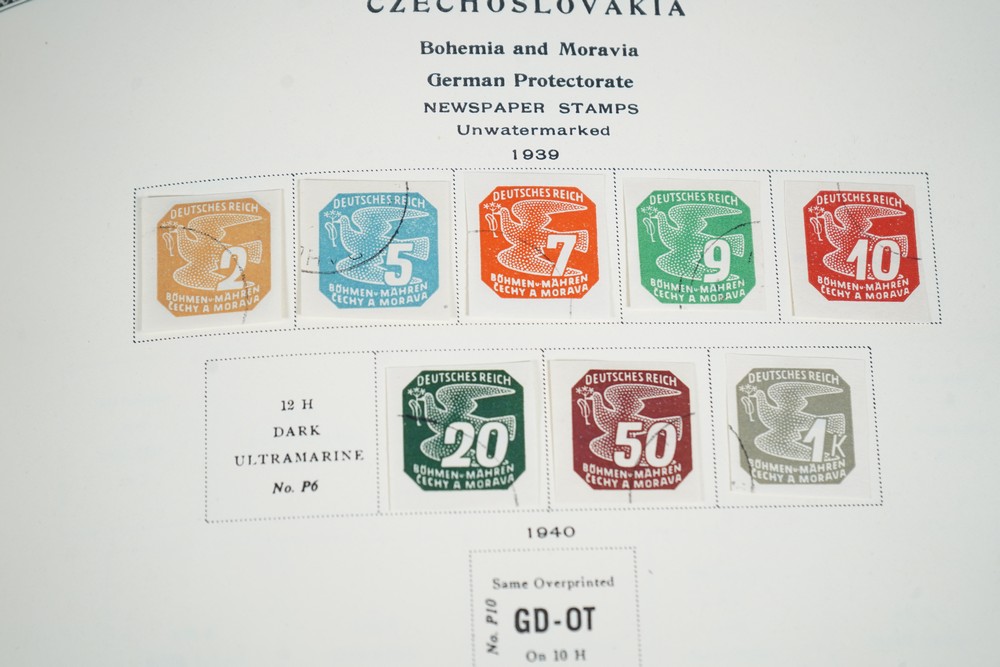 CZECHOSLOVAKIA
Bohemia and Moravia
German Protectorate
NEWSPAPER STAMPS
Unwatermarked
1939
DEUTSCHES REICH
2
BÖHMEN u. MÄHREN
ČECHY A MORAVA
DEUTSCHES REICH
5
BÖHMEN u. MÄHREN
ČECHY A MORAVA
DEUTSCHES REICH
7
BÖHMEN u. MÄHREN
ČECHY A MORAVA
DEUTSCHES REICH
9
BÖHMEN u. MÄHREN
ČECHY A MORAVA
DEUTSCHES REICH
10
BÖHMEN u. MÄHREN
ČECHY A MORAVA
12 H
DARK
ULTRAMARINE
No. P6
DEUTSCHES REICH
20
BÖHMEN u. MÄHREN
ČECHY A MORAVA
DEUTSCHES REICH
50
BÖHMEN u. MÄHREN
ČECHY A MORAVA
DEUTSCHES REICH
1K
BÖHMEN u. MÄHREN
ČECHY A MORAVA
1940
Same Overprinted
No. P10
GD-OT
On 10 H